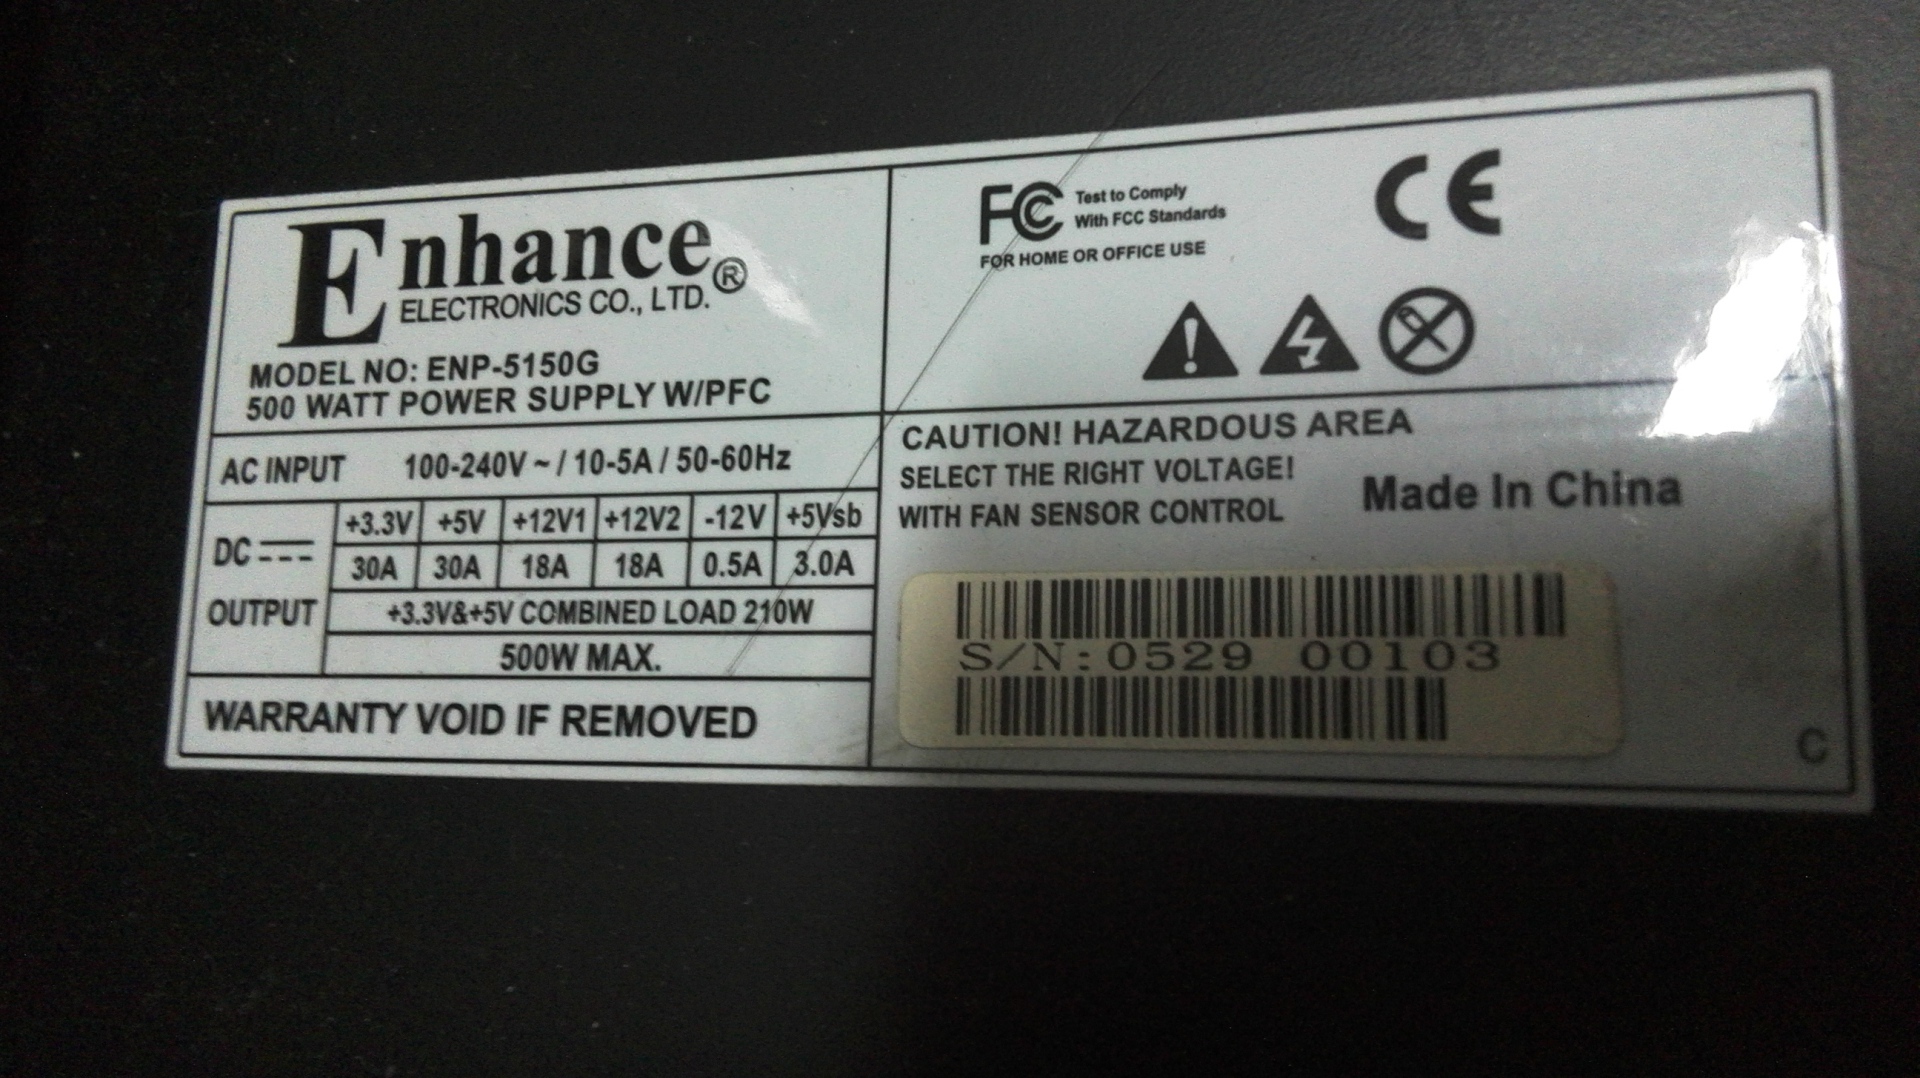 Enhance®
ELECTRONICS CO., LTD.
MODEL NO: ENP-5150G
500 WATT POWER SUPPLY W/PFC
AC INPUT 100-240V ~ / 10-5A / 50-60Hz
DC OUTPUT
+3.3V +5V +12V1 +12V2 -12V +5Vsb
30A 30A 18A 18A 0.5A 3.0A
+3.3V&+5V COMBINED LOAD 210W
500W MAX.
WARRANTY VOID IF REMOVED
FC Test to Comply
With FCC Standards
FOR HOME OR OFFICE USE
CE
CAUTION! HAZARDOUS AREA
SELECT THE RIGHT VOLTAGE!
WITH FAN SENSOR CONTROL
Made In China
S/N:0529 00103
C